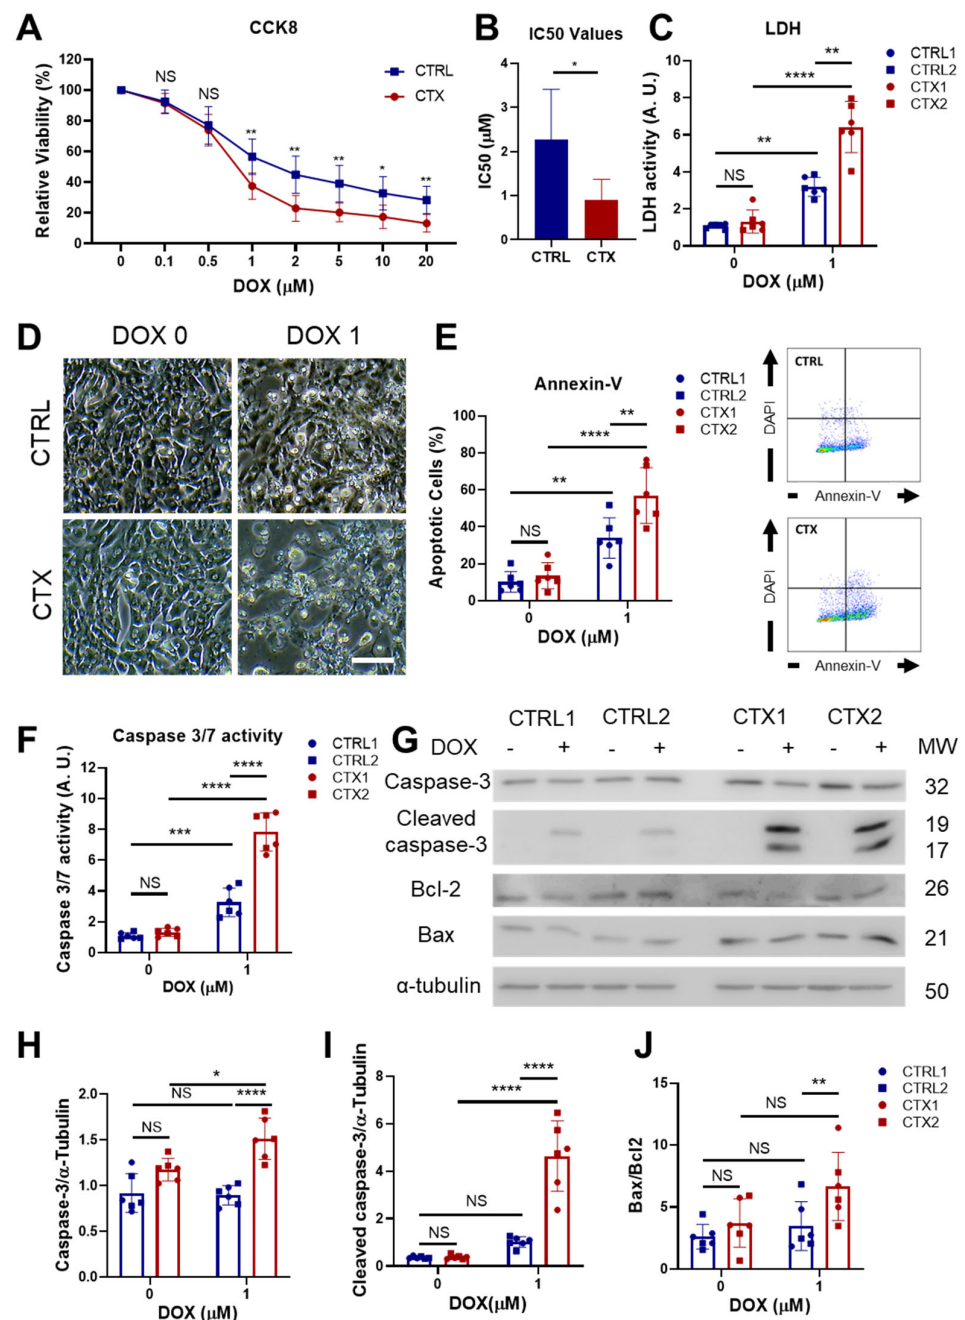 A
CCK8
Relative Viability (%)
120
100
80
60
40
20
0
NS
NS
**
**
**
*
**
CTRL
CTX
0 0.1 0.5 1 2 5 10 20
DOX (μM)
B
IC50 Values
IC50 (μM)
4
3
2
1
0
*
CTRL CTX
C
LDH
LDH activity (A. U.)
10
8
6
4
2
0
**
****
**
NS
0 1
DOX (μM)
CTRL1
CTRL2
CTX1
CTX2
D
DOX 0 DOX 1
CTRL
CTX
E
Annexin-V
Apoptotic Cells (%)
100
80
60
40
20
0
**
****
**
NS
0 1
DOX (μM)
CTRL1
CTRL2
CTX1
CTX2
CTRL
DAPI
Annexin-V
CTX
DAPI
Annexin-V
F
Caspase 3/7 activity
Caspase 3/7 activity (A. U.)
12
10
8
6
4
2
0
****
****
***
NS
0 1
DOX (μM)
CTRL1
CTRL2
CTX1
CTX2
G
CTRL1 CTRL2 CTX1 CTX2
DOX - + - + - + - + MW
Caspase-3 32
Cleaved caspase-3 19 17
Bcl-2 26
Bax 21
α-tubulin 50
H
Caspase-3/α-Tubulin
2.0
1.5
1.0
0.5
0.0
*
NS
****
NS
0 1
DOX (μM)
I
Cleaved caspase-3/α-Tubulin
8
6
4
2
0
****
****
NS
NS
0 1
DOX(μM)
J
Bax/Bcl2
15
10
5
0
**
NS
NS
NS
0 1
DOX (μM)
CTRL1
CTRL2
CTX1
CTX2